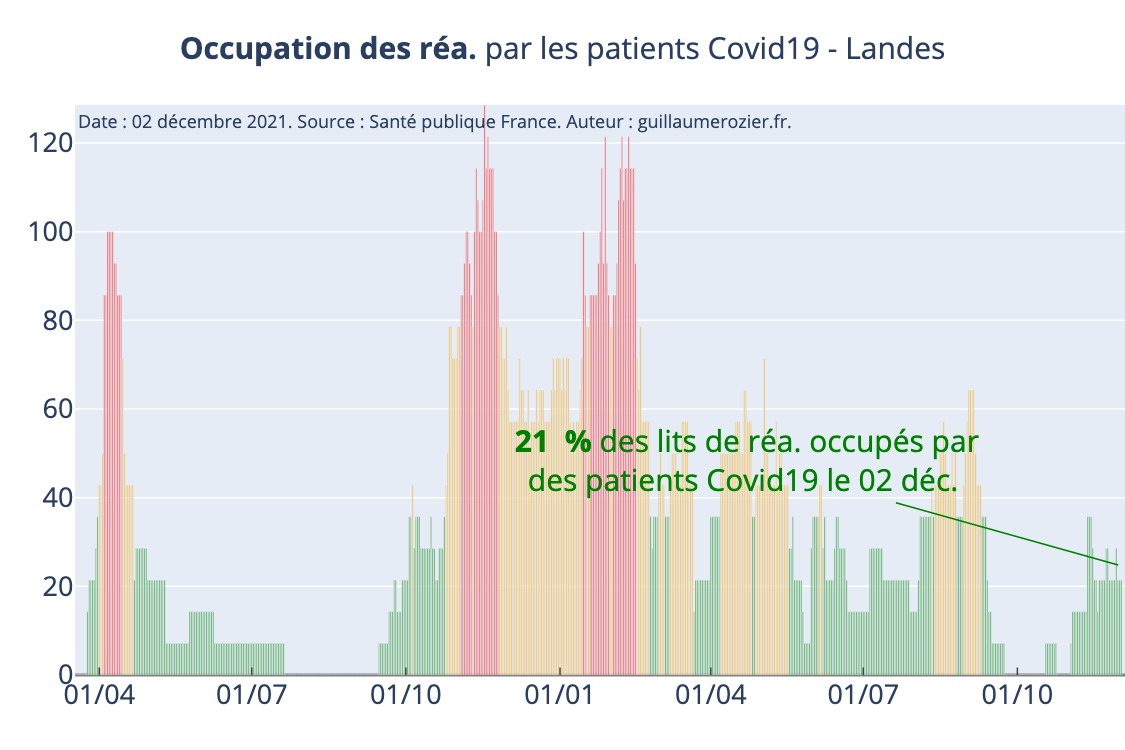 Occupation des réa. par les patients Covid19 - Landes
Date : 02 décembre 2021. Source : Santé publique France. Auteur : guillaumerozier.fr.
120
100
80
60
40
20
0
21 % des lits de réa. occupés par
des patients Covid19 le 02 déc.
01/04 01/07 01/10 01/01 01/04 01/07 01/10